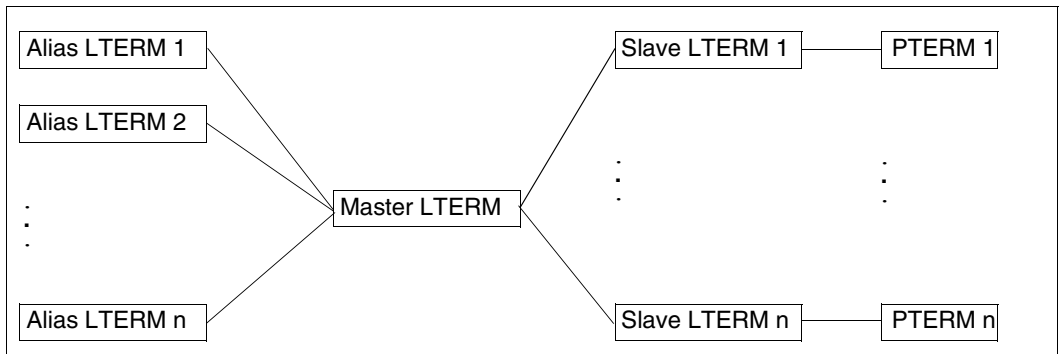 Alias LTERM 1
Slave LTERM 1
PTERM 1
Alias LTERM 2
Master LTERM
Alias LTERM n
Slave LTERM n
PTERM n